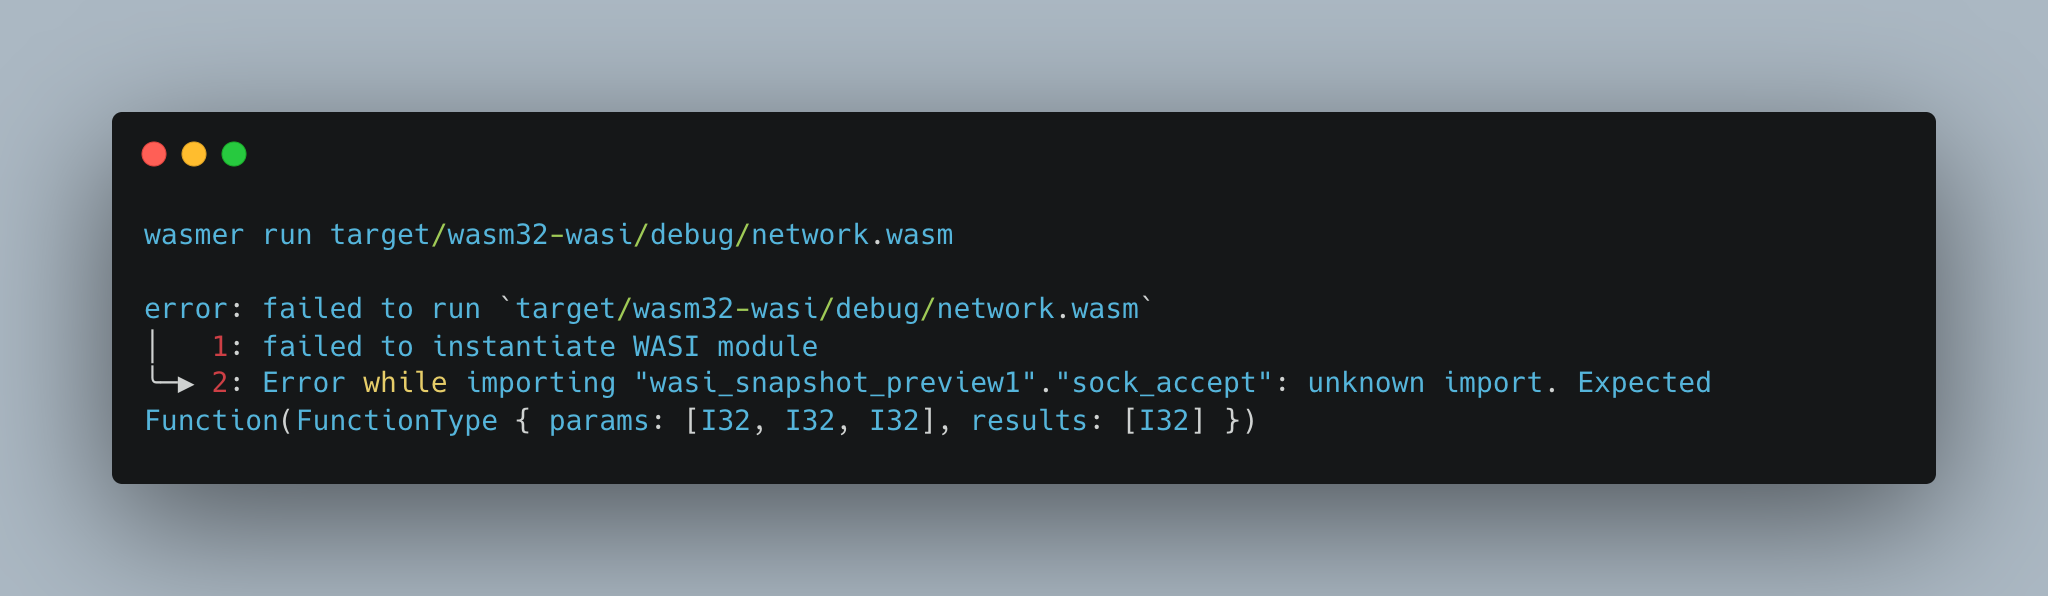 wasmer run target/wasm32-wasi/debug/network.wasm
error: failed to run `target/wasm32-wasi/debug/network.wasm`
│   1: failed to instantiate WASI module
╰─▶ 2: Error while importing "wasi_snapshot_preview1"."sock_accept": unknown import. Expected
Function(FunctionType { params: [I32, I32, I32], results: [I32] })